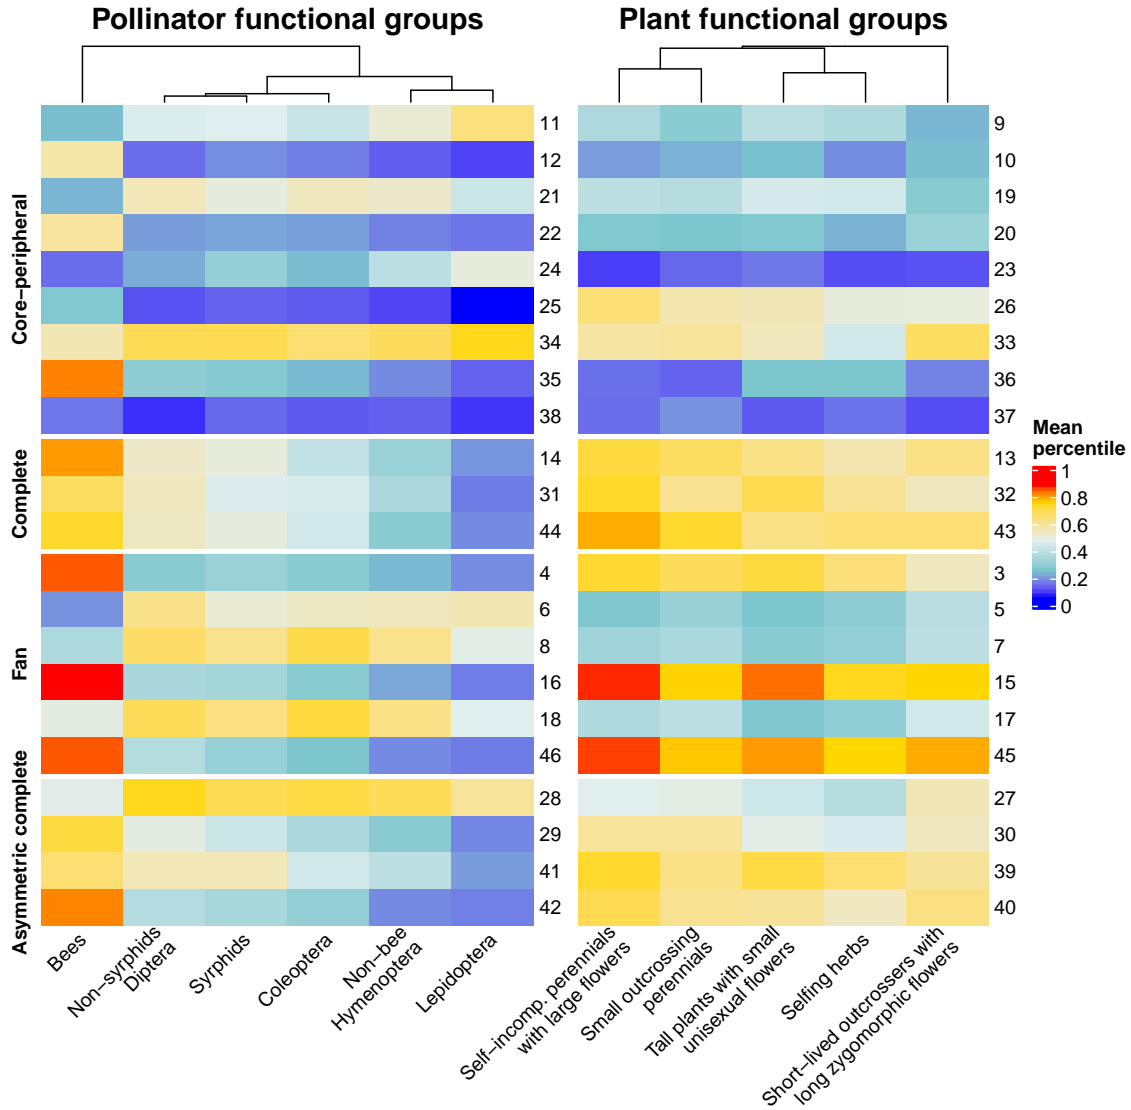 Pollinator functional groups
Plant functional groups
Core−peripheral
Complete
Fan
Asymmetric complete
11
12
21
22
24
25
34
35
38
14
31
44
4
6
8
16
18
46
28
29
41
42
9
10
19
20
23
26
33
36
37
13
32
43
3
5
7
15
17
45
27
30
39
40
Mean
percentile
1
0.8
0.6
0.4
0.2
0
Bees
Non−syrphids
Diptera
Syrphids
Coleoptera
Non−bee
Hymenoptera
Lepidoptera
Self−incomp. perennials
with large flowers
Small outcrossing
perennials
Tall plants with small
unisexual flowers
Selfing herbs
Short−lived outcrossers with
long zygomorphic flowers